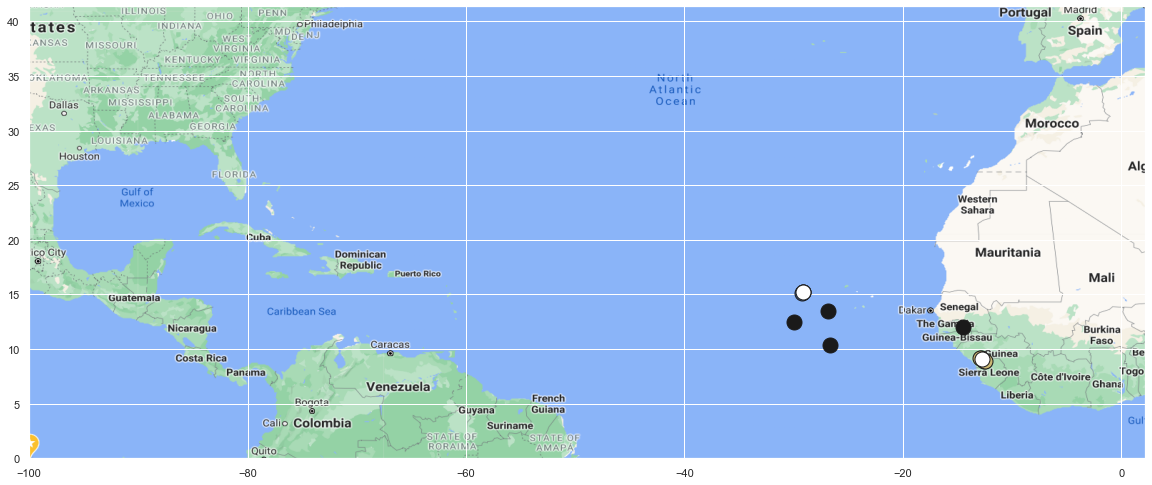 40
35
30
25
20
15
10
5
0
−100
−80
−60
−40
−20
0
tates
ILLINOIS
OHIO
PENN
Philadelphia
INDIANA
MD
DE
NJ
KANSAS
MISSOURI
WEST
VIRGINIA
KENTUCKY
VIRGINIA
OKLAHOMA
TENNESSEE
NORTH
CAROLINA
ARKANSAS
MISSISSIPPI
SOUTH
CAROLINA
Dallas
ALABAMA
GEORGIA
EXAS
LOUISIANA
Houston
FLORIDA
Gulf of
Mexico
ico City
Cuba
Dominican
Republic
Puerto Rico
Guatemala
Caribbean Sea
Nicaragua
Costa Rica
Panama
Caracas
Venezuela
Bogota
Cali
Colombia
Guyana
French
Guiana
Suriname
STATE OF
RORAIMA
STATE OF
AMAPA
Quito
North
Atlantic
Ocean
Portugal
Madrid
Spain
Morocco
Alg
Western
Sahara
Mauritania
Mali
Dakar
Senegal
The Gambia
Guinea-Bissau
Burkina
Faso
Guinea
Be
Sierra Leone
Côte d'Ivoire
Togo
Ghana
Liberia
Gulf